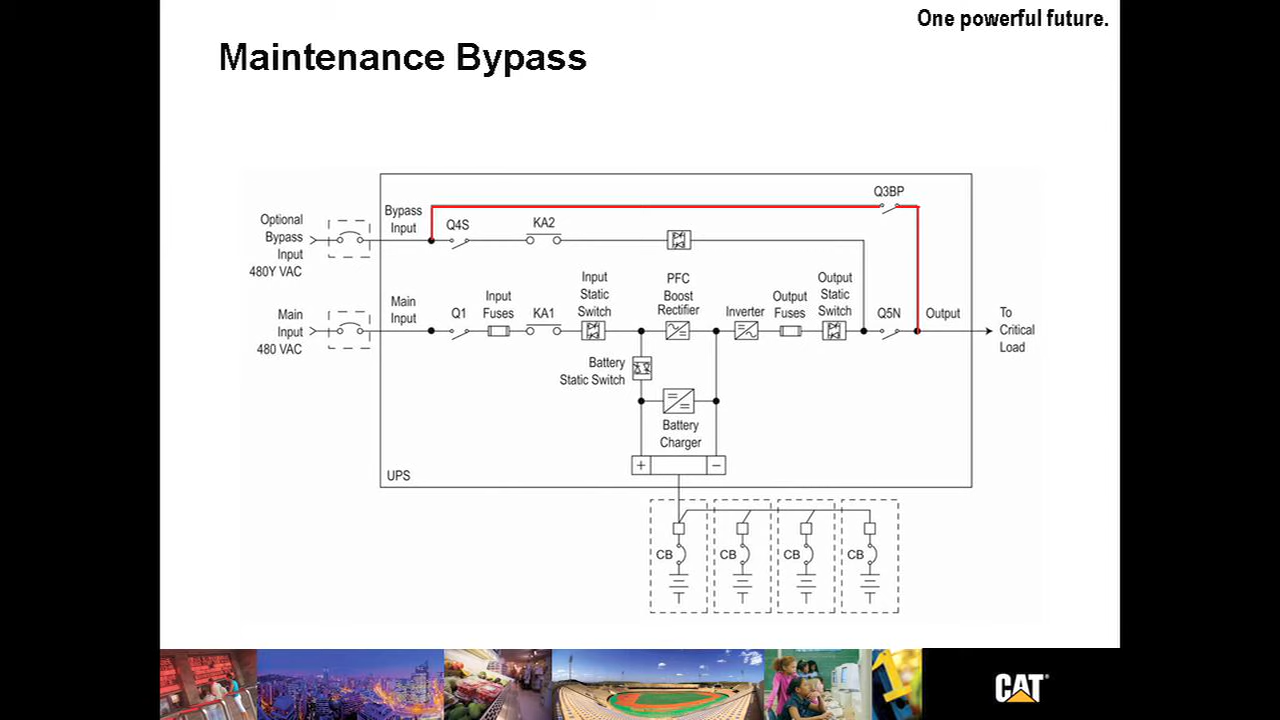 One powerful future.
Maintenance Bypass
Q3BP
Optional
Bypass
Input
480Y VAC
Bypass
Input
Q4S
KA2
Main
Input
480 VAC
Main
Input
Q1
Input
Fuses
KA1
Input
Static
Switch
PFC
Boost
Rectifier
Inverter
Output
Fuses
Output
Static
Switch
Q5N
Output
To
Critical
Load
Battery
Static Switch
Battery
Charger
+
−
UPS
CB
CB
CB
CB
1
CAT®